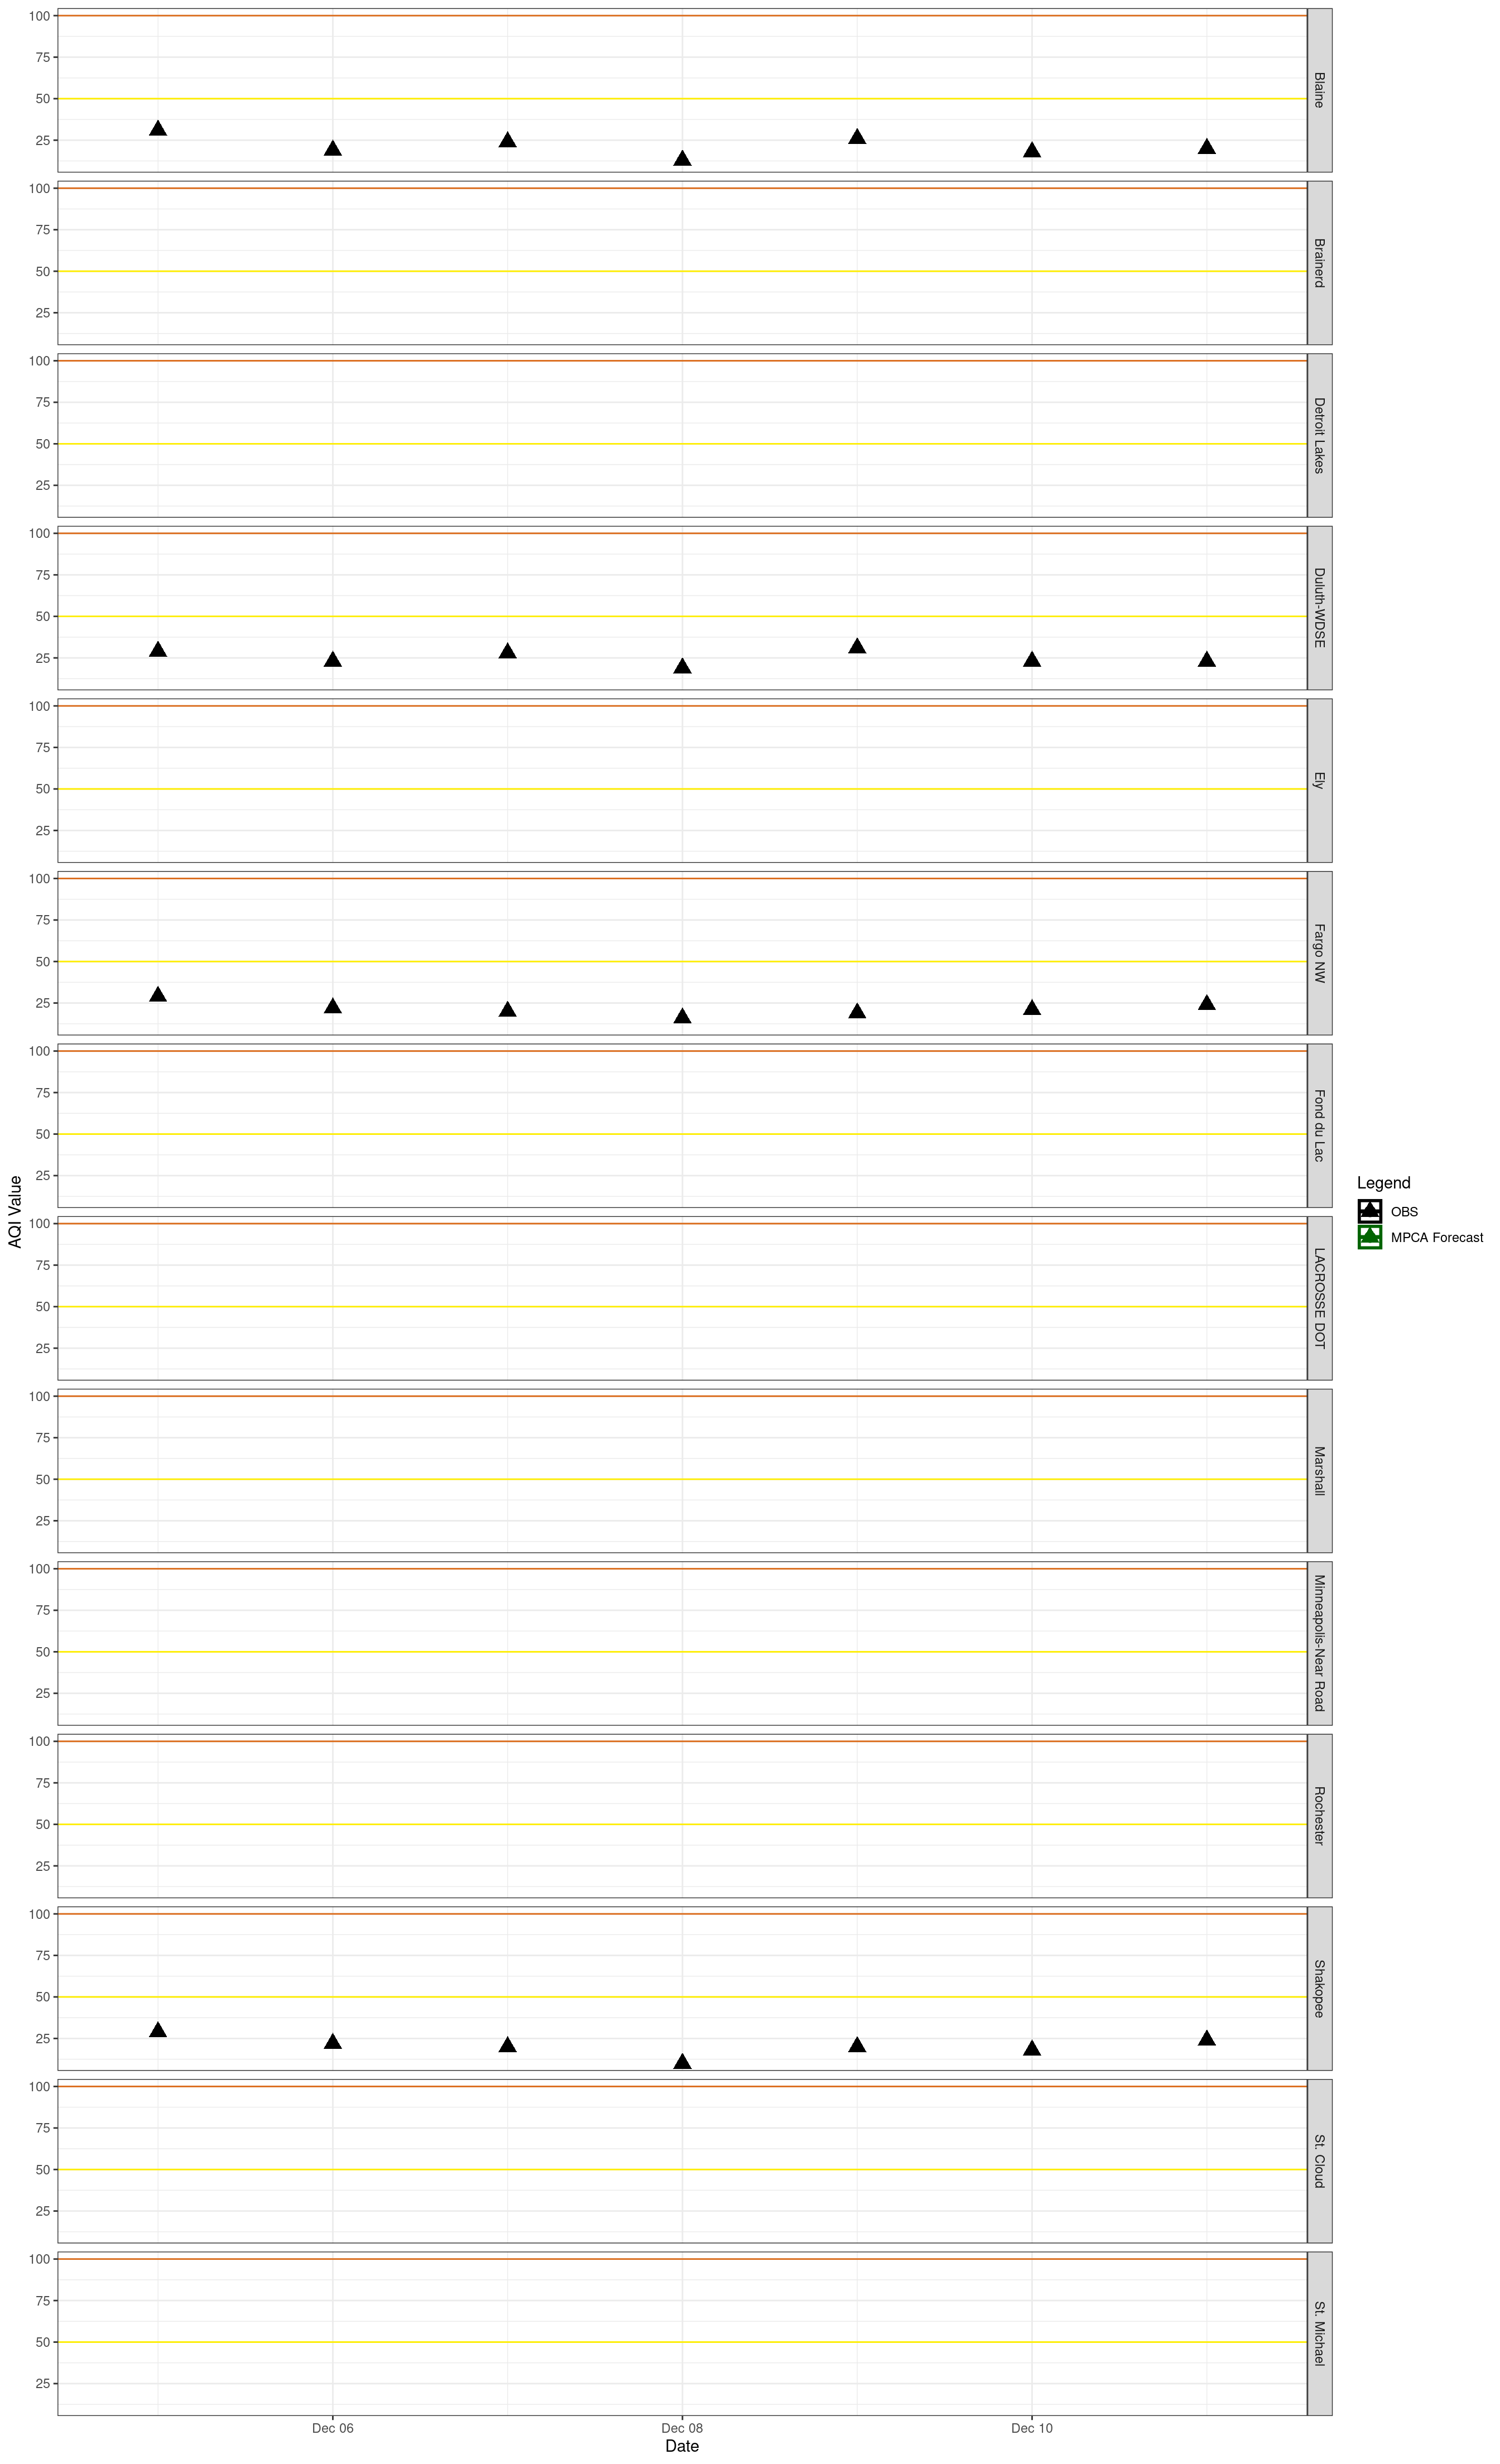 100
75
50
25
Blaine
100
75
50
25
Brainerd
100
75
50
25
Detroit Lakes
100
75
50
25
Duluth-WDSE
100
75
50
25
Ely
100
75
50
25
Fargo NW
100
75
50
25
Fond du Lac
100
75
50
25
LACROSSE DOT
100
75
50
25
Marshall
100
75
50
25
Minneapolis-Near Road
100
75
50
25
Rochester
100
75
50
25
Shakopee
100
75
50
25
St. Cloud
100
75
50
25
St. Michael
Dec 06
Dec 08
Dec 10
Date
AQI Value
Legend
OBS
MPCA Forecast